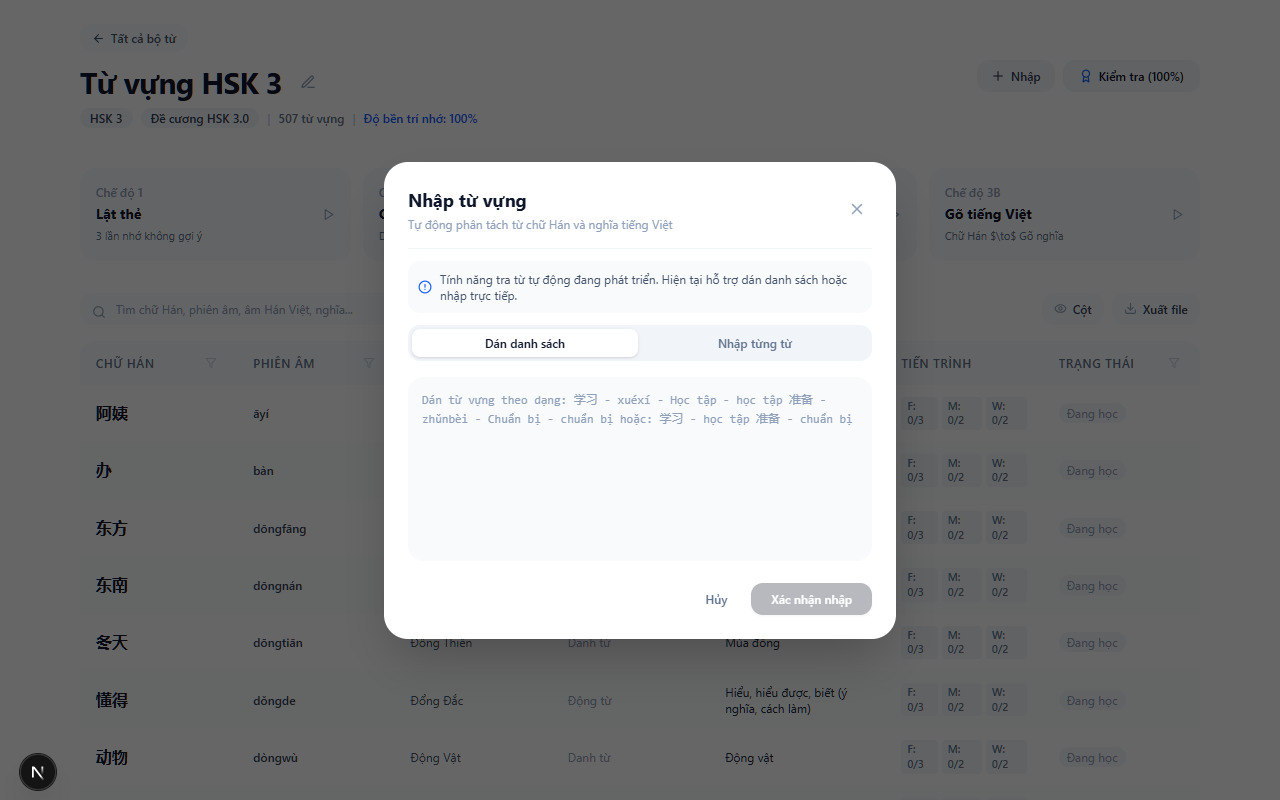 Tất cả bộ từ
Từ vựng HSK 3
Nhập
Kiểm tra (100%)
HSK 3
Đề cương HSK 3.0
| 507 từ vựng |
Độ bền trí nhớ: 100%
Chế độ 1
Lật thẻ
3 lần nhớ không gợi ý
Chế độ 3B
Gõ tiếng Việt
Chữ Hán $\to$ Gõ nghĩa
Nhập từ vựng
Tự động phân tách từ chữ Hán và nghĩa tiếng Việt
Tính năng tra từ tự động đang phát triển. Hiện tại hỗ trợ dán danh sách hoặc
nhập trực tiếp.
Dán danh sách
Nhập từng từ
Dán từ vựng theo dạng: 学习 - xuéxí - Học tập - học tập 准备 -
zhǔnbèi - Chuẩn bị - chuẩn bị hoặc: 学习 - học tập 准备 - chuẩn bị
Hủy
Xác nhận nhập
Tìm chữ Hán, phiên âm, âm Hán Việt, nghĩa...
Cột
Xuất file
CHỮ HÁN
PHIÊN ÂM
TIẾN TRÌNH
TRẠNG THÁI
阿姨
āyí
F: 0/3
M: 0/2
W: 0/2
Đang học
办
bàn
F: 0/3
M: 0/2
W: 0/2
Đang học
东方
dōngfāng
F: 0/3
M: 0/2
W: 0/2
Đang học
东南
dōngnán
F: 0/3
M: 0/2
W: 0/2
Đang học
冬天
dōngtiān
Đông Thiên
Danh từ
Mùa đông
F: 0/3
M: 0/2
W: 0/2
Đang học
懂得
dǒngde
Đổng Đắc
Động từ
Hiểu, hiểu được, biết (ý
nghĩa, cách làm)
F: 0/3
M: 0/2
W: 0/2
Đang học
动物
dòngwù
Động Vật
Danh từ
Động vật
F: 0/3
M: 0/2
W: 0/2
Đang học
N